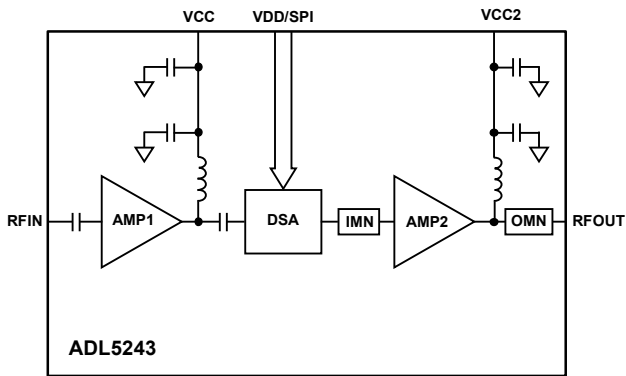 VCC
VDD/SPI
VCC2
RFIN
AMP1
DSA
IMN
AMP2
OMN
RFOUT
ADL5243